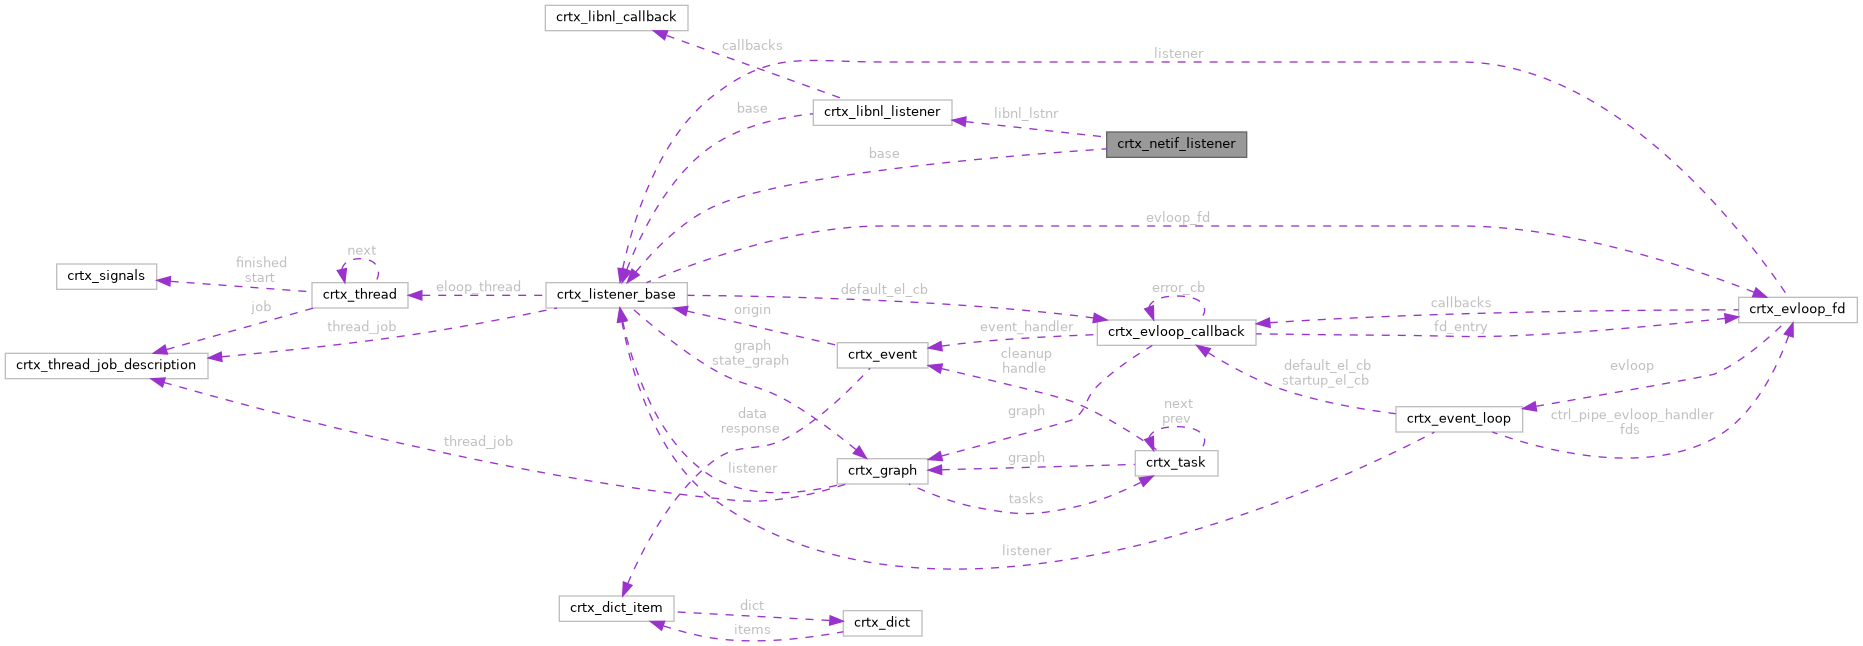 crtx_libnl_callback
callbacks
listener
base
crtx_libnl_listener
libnl_lstnr
crtx_netif_listener
base
evloop_fd
next
finished
start
crtx_signals
crtx_thread
eloop_thread
crtx_listener_base
default_el_cb
error_cb
callbacks
crtx_evloop_fd
job
thread_job
origin
event_handler
crtx_evloop_callback
fd_entry
graph
state_graph
crtx_event
cleanup
handle
crtx_thread_job_description
default_el_cb
startup_el_cb
evloop
data
response
graph
next
prev
crtx_event_loop
ctrl_pipe_evloop_handler
fds
thread_job
listener
crtx_graph
graph
crtx_task
tasks
listener
crtx_dict_item
dict
items
crtx_dict